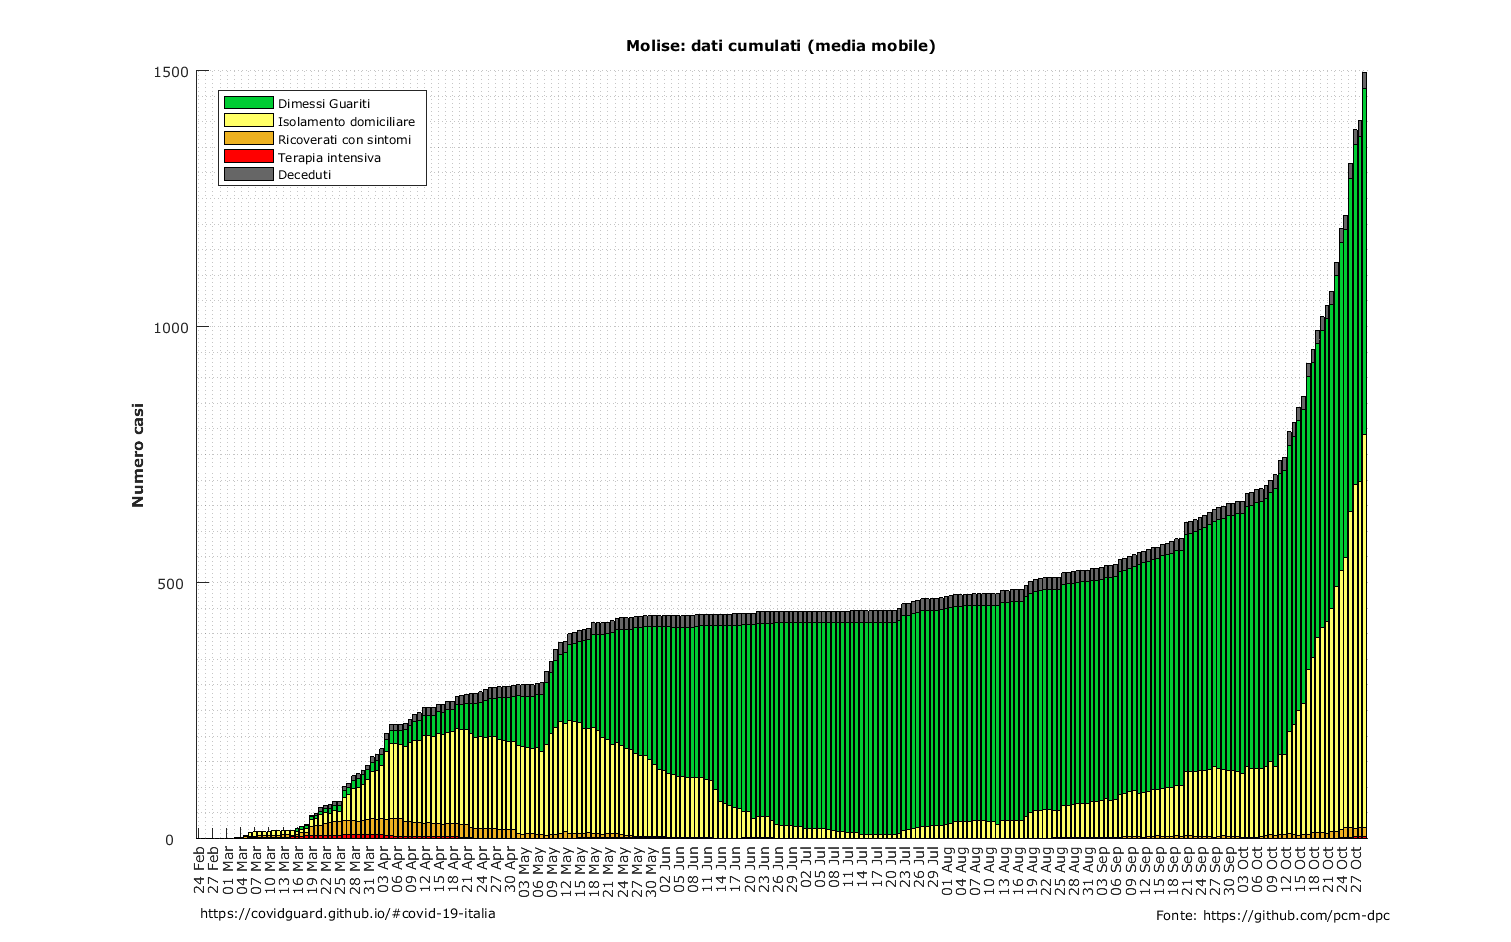 Molise: dati cumulati (media mobile)
1500
1000
500
0
Numero casi
Dimessi Guariti
Isolamento domiciliare
Ricoverati con sintomi
Terapia intensiva
Deceduti
24 Feb
27 Feb
01 Mar
04 Mar
07 Mar
10 Mar
13 Mar
16 Mar
19 Mar
22 Mar
25 Mar
28 Mar
31 Mar
03 Apr
06 Apr
09 Apr
12 Apr
15 Apr
18 Apr
21 Apr
24 Apr
27 Apr
30 Apr
03 May
06 May
09 May
12 May
15 May
18 May
21 May
24 May
27 May
30 May
02 Jun
05 Jun
08 Jun
11 Jun
14 Jun
17 Jun
20 Jun
23 Jun
26 Jun
29 Jun
02 Jul
05 Jul
08 Jul
11 Jul
14 Jul
17 Jul
20 Jul
23 Jul
26 Jul
29 Jul
01 Aug
04 Aug
07 Aug
10 Aug
13 Aug
16 Aug
19 Aug
22 Aug
25 Aug
28 Aug
31 Aug
03 Sep
06 Sep
09 Sep
12 Sep
15 Sep
18 Sep
21 Sep
24 Sep
27 Sep
30 Sep
03 Oct
06 Oct
09 Oct
12 Oct
15 Oct
18 Oct
21 Oct
24 Oct
27 Oct
https://covidguard.github.io/#covid-19-italia
Fonte: https://github.com/pcm-dpc